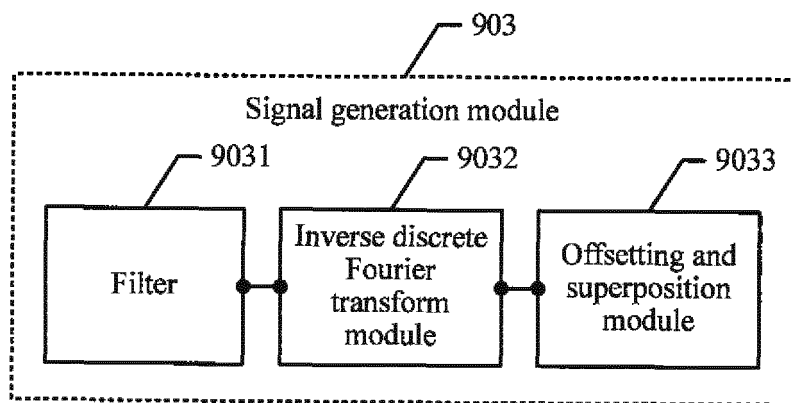 903
Signal generation module
9031
9032
9033
Filter
Inverse discrete
Fourier
transform
module
Offsetting and
superposition
module